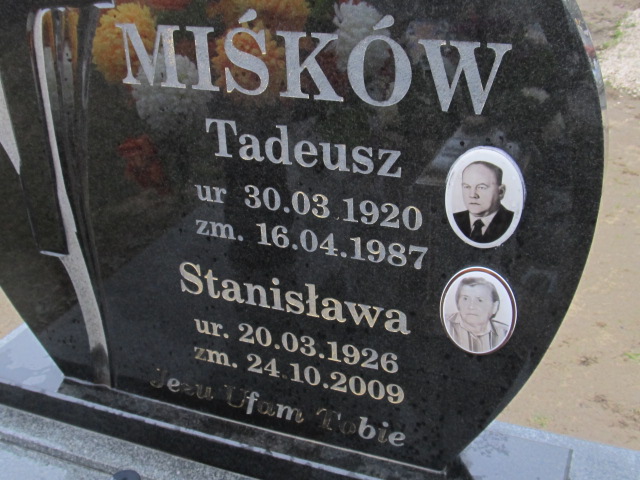 MIŚKÓW
Tadeusz
ur 30.03.1920
zm. 16.04.1987
Stanisława
ur. 20.03.1926
zm. 24.10.2009
Jezu Ufam Tobie